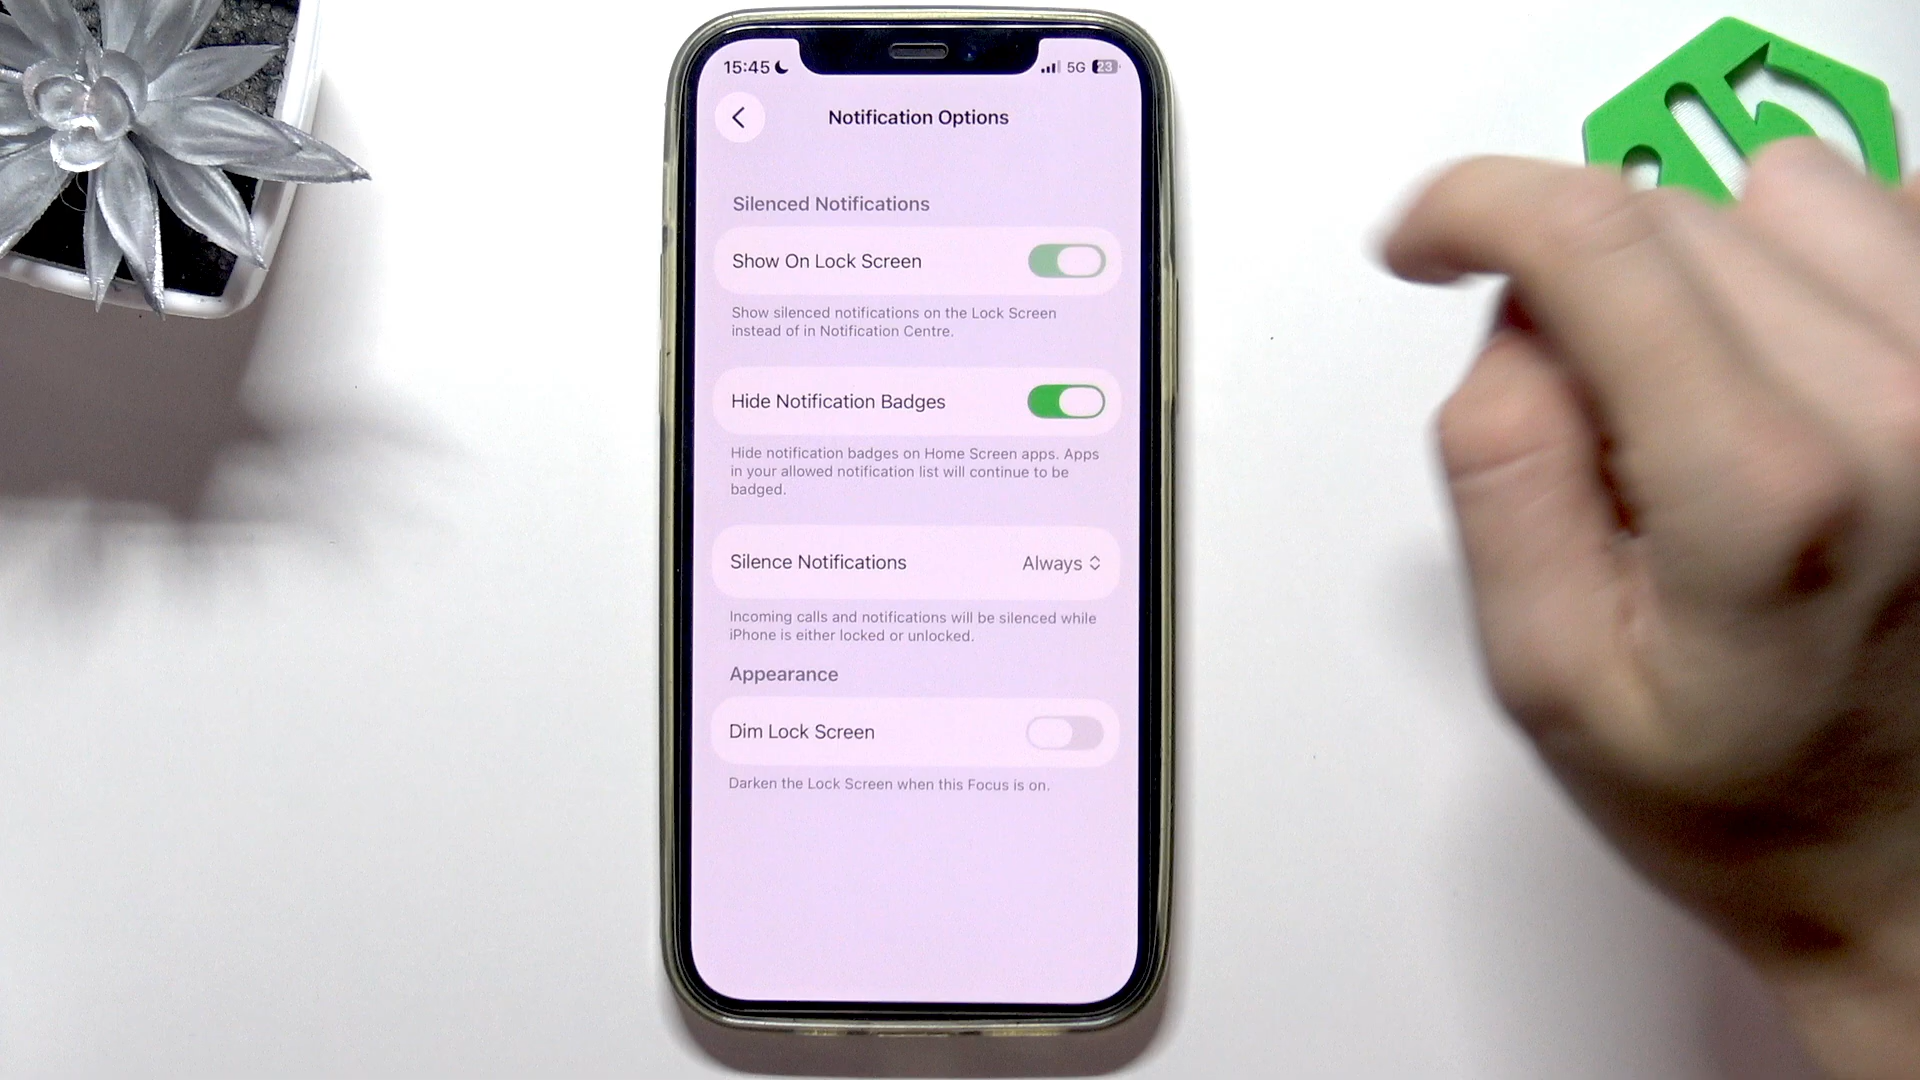 15:45
5G 23
Notification Options
Silenced Notifications
Show On Lock Screen
Show silenced notifications on the Lock Screen
instead of in Notification Centre.
Hide Notification Badges
Hide notification badges on Home Screen apps. Apps
in your allowed notification list will continue to be
badged.
Silence Notifications Always
Incoming calls and notifications will be silenced while
iPhone is either locked or unlocked.
Appearance
Dim Lock Screen
Darken the Lock Screen when this Focus is on.